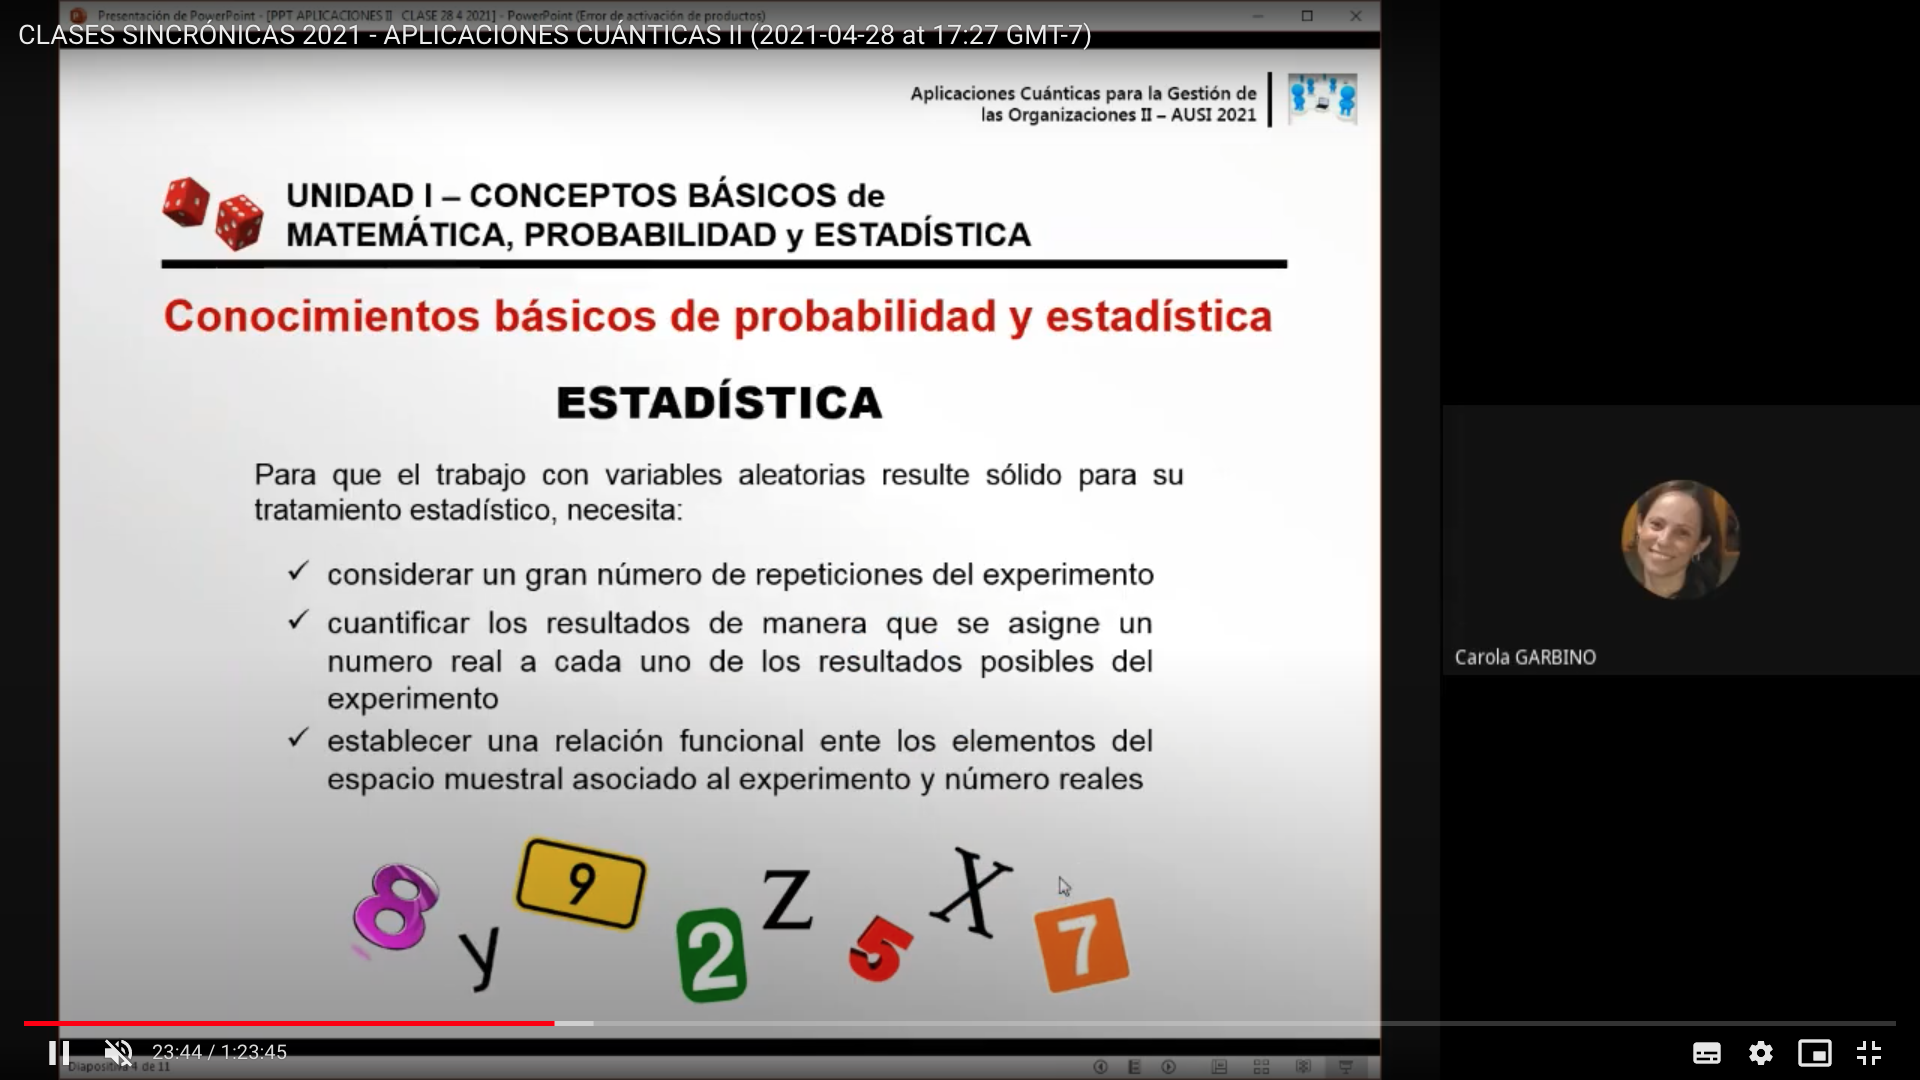 Presentación de PowerPoint - [PPT APLICACIONES II CLASE 28 4 2021] - PowerPoint (Error de activación de productos)
CLASES SINCRÓNICAS 2021 - APLICACIONES CUÁNTICAS II (2021-04-28 at 17:27 GMT-7)
Aplicaciones Cuánticas para la Gestión de
las Organizaciones II – AUSI 2021
UNIDAD I – CONCEPTOS BÁSICOS de
MATEMÁTICA, PROBABILIDAD y ESTADÍSTICA
Conocimientos básicos de probabilidad y estadística
ESTADÍSTICA
Para que el trabajo con variables aleatorias resulte sólido para su
tratamiento estadístico, necesita:
✓ considerar un gran número de repeticiones del experimento
✓ cuantificar los resultados de manera que se asigne un
numero real a cada uno de los resultados posibles del
experimento
✓ establecer una relación funcional ente los elementos del
espacio muestral asociado al experimento y número reales
8 y 9 2 z 5 X 7
Carola GARBINO
23:44 / 1:23:45
Diapositiva 4 de 11